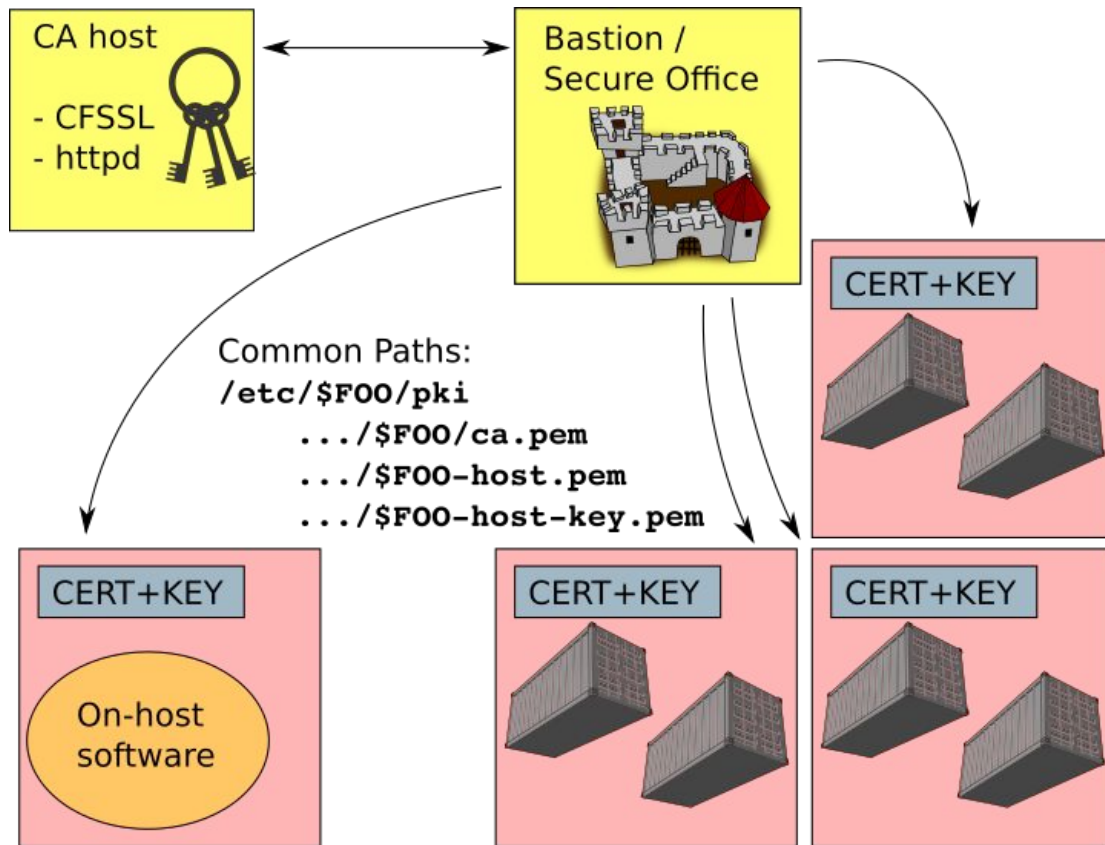 CA host
- CFSSL
- httpd
Bastion /
Secure Office
CERT+KEY
Common Paths:
/etc/$FOO/pki
.../$FOO/ca.pem
.../$FOO-host.pem
.../$FOO-host-key.pem
CERT+KEY
On-host
software
CERT+KEY
CERT+KEY